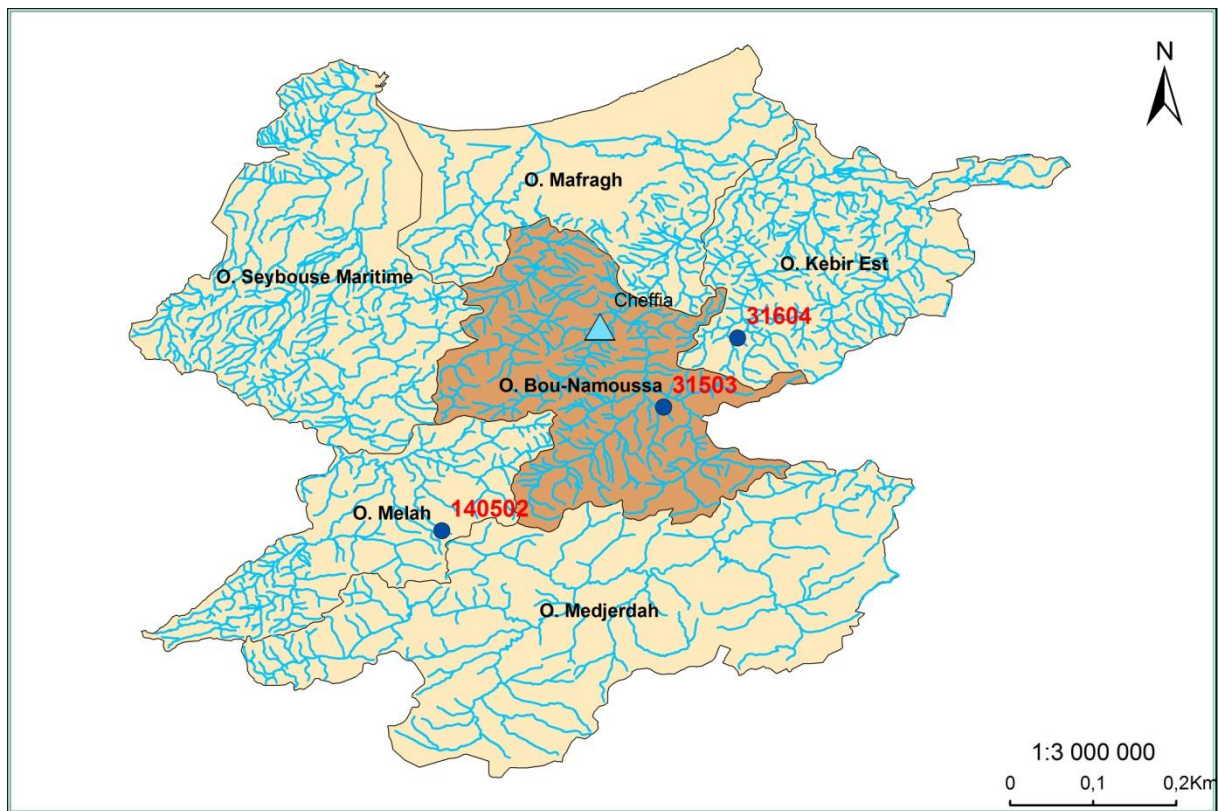 N
O. Mafragh
O. Kebir Est
O. Seybouse Maritime
Cheffia
31604
O. Bou-Namoussa
31503
140502
O. Melah
O. Medjerdah
1:3 000 000
0 0,1 0,2Km